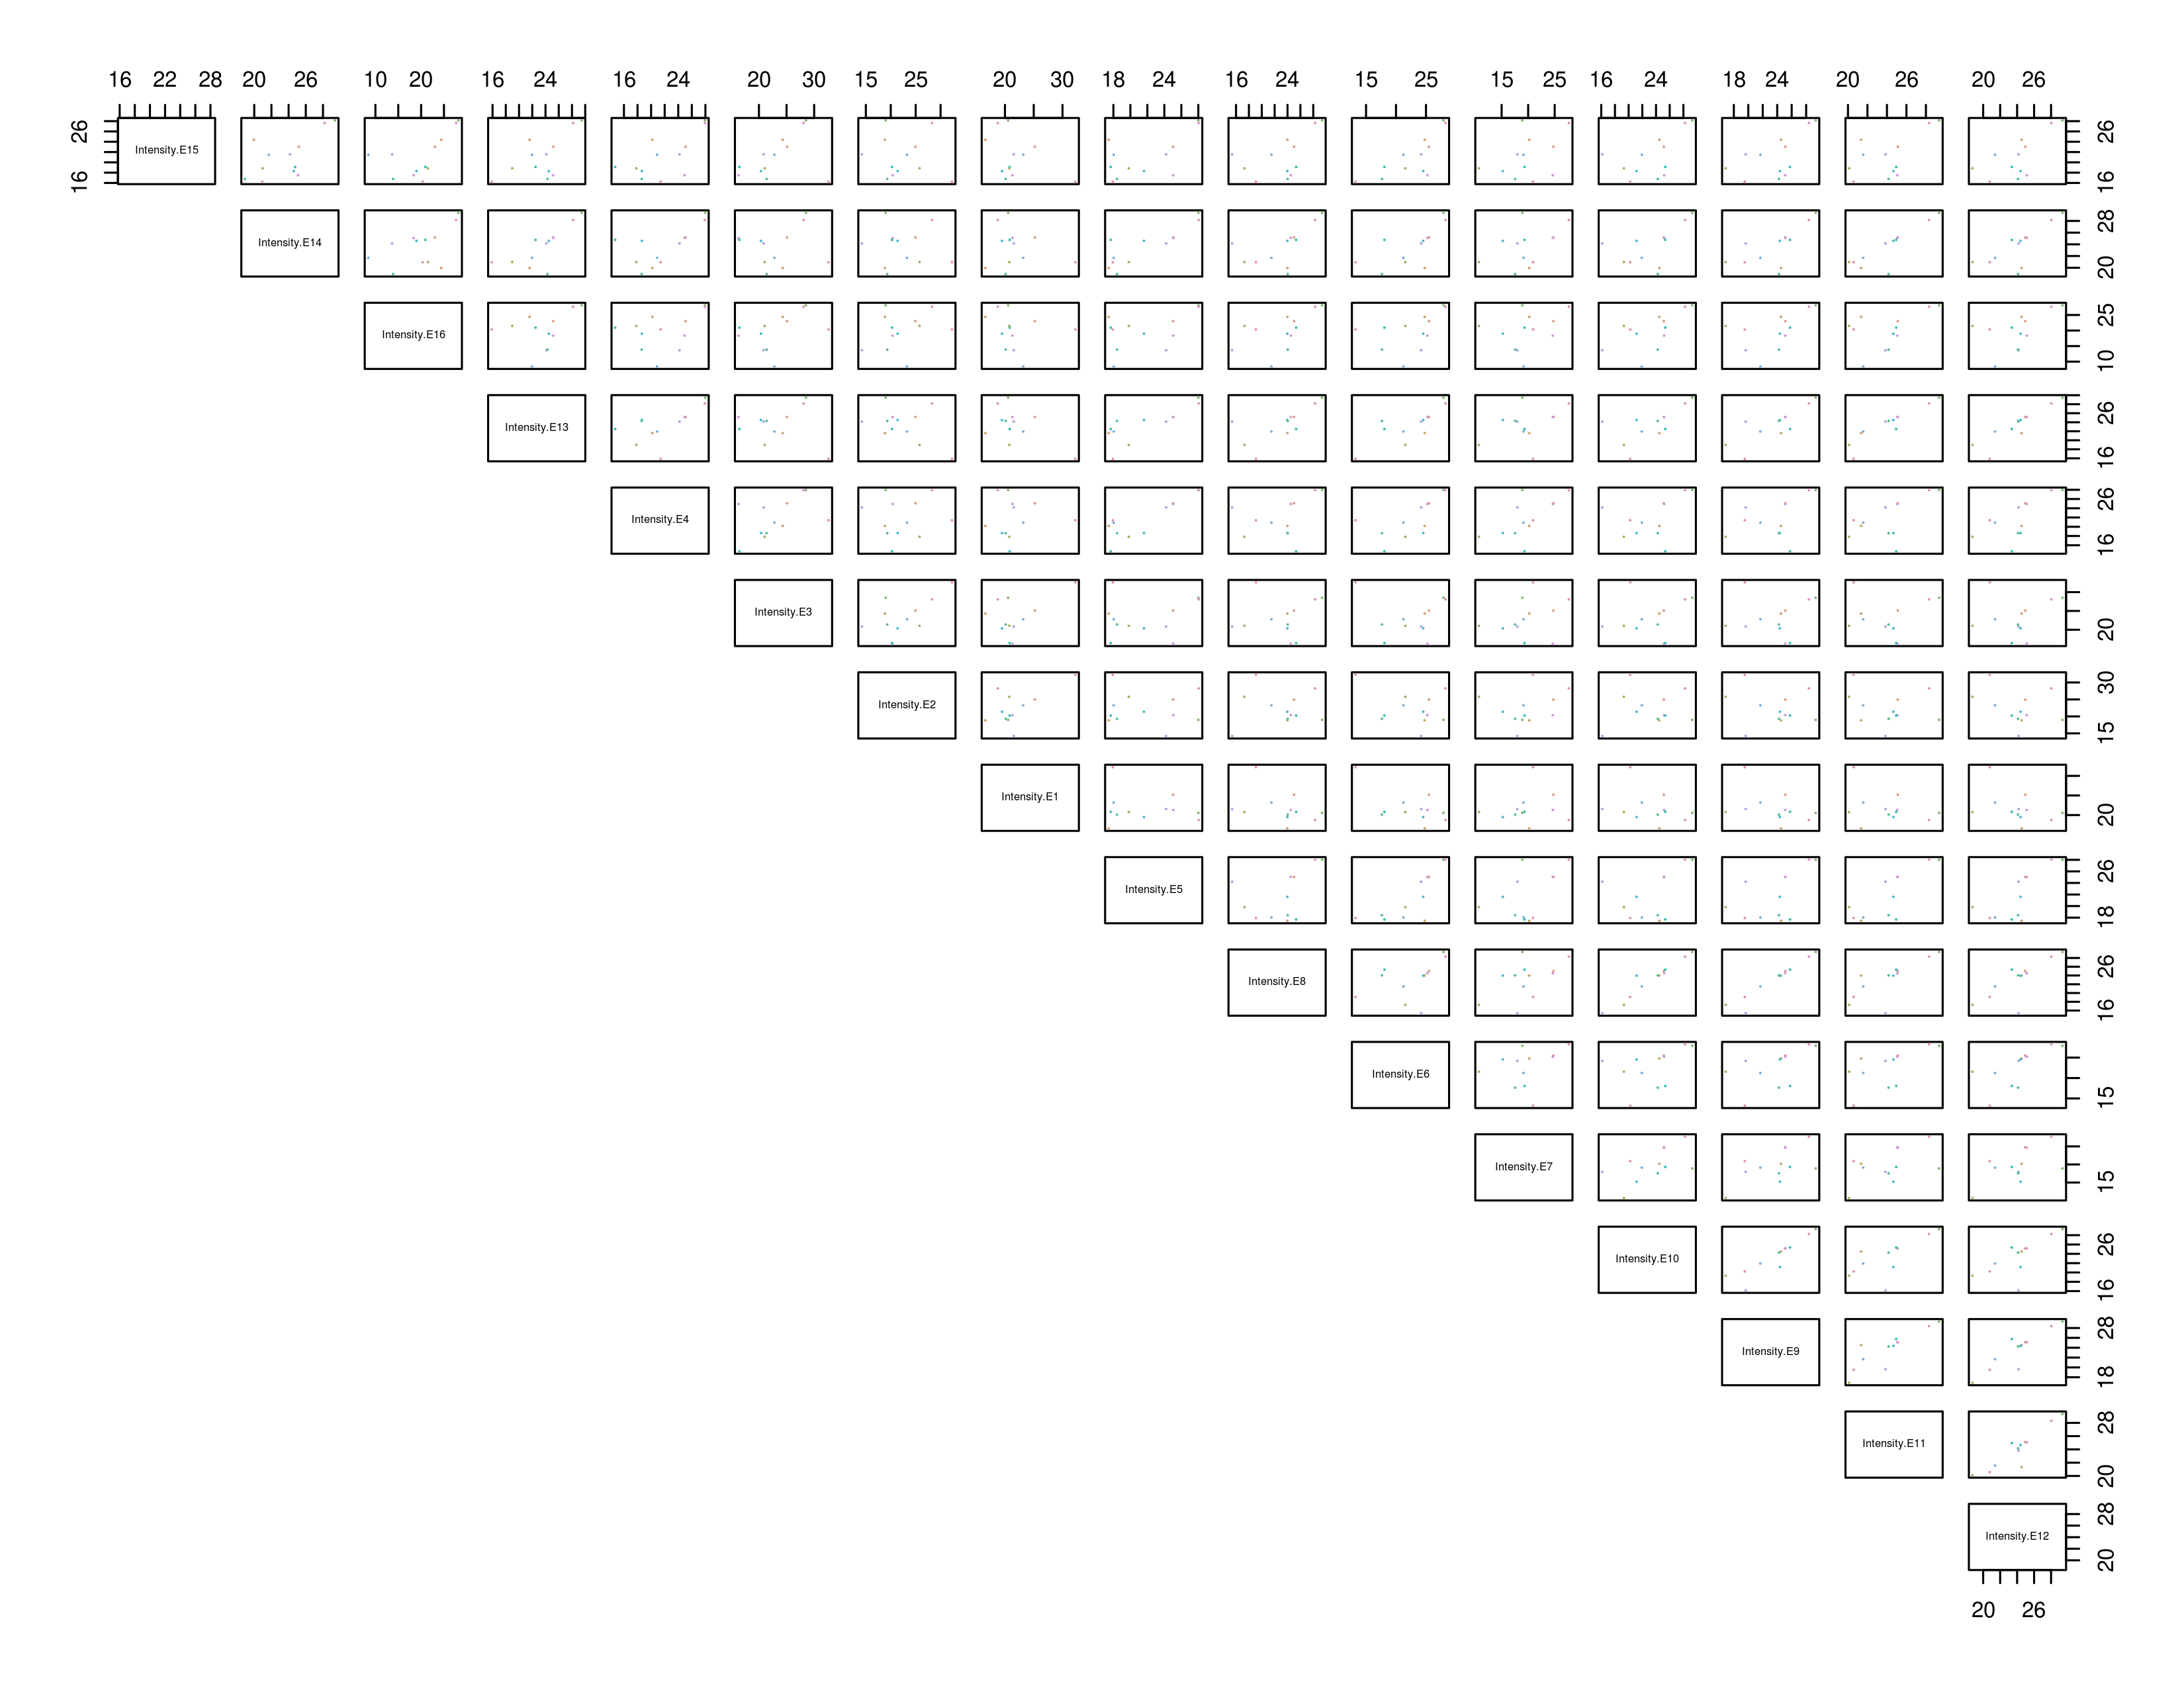 16 22 28 20 26 10 20 16 24 16 24 20 30 15 25 20 30 18 24 16 24 15 25 15 25 16 24 18 24 20 26 20 26
16 26 Intensity.E15 16 26
Intensity.E14 20 28
Intensity.E16 10 25
Intensity.E13 16 26
Intensity.E4 16 26
Intensity.E3 20
Intensity.E2 15 30
Intensity.E1 20
Intensity.E5 18 26
Intensity.E8 16 26
Intensity.E6 15
Intensity.E7 15
Intensity.E10 16 26
Intensity.E9 18 28
Intensity.E11 20 28
Intensity.E12 20 28
20 26